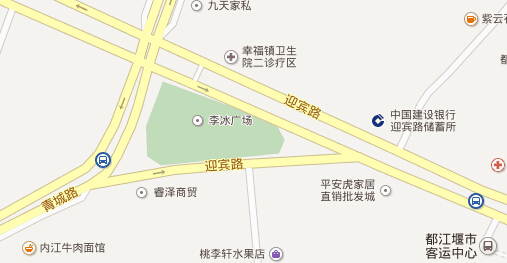 九天家私
紫云
幸福镇卫生
院二诊疗区
迎宾路
李冰广场
中国建设银行
迎宾路储蓄所
迎宾路
平安虎家居
直销批发城
青城路
睿泽商贸
内江牛肉面馆
桃李轩水果店
都江堰市
客运中心